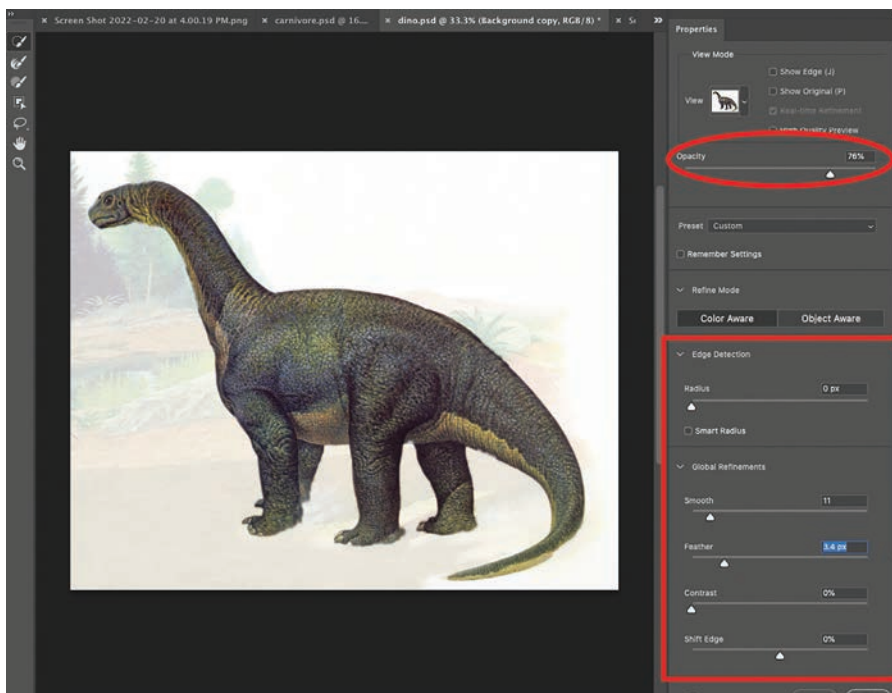 Screen Shot 2022-02-20 at 4.00.19 PM.png
carnivore.psd @ 16...
dino.psd @ 33.3% (Background copy, RGB/8) *
Properties
View Mode
Show Edge (J)
View
Show Original (P)
Real-time Refinement
High Quality Preview
Opacity 76%
Preset Custom
Remember Settings
Refine Mode
Color Aware Object Aware
Edge Detection
Radius 0 px
Smart Radius
Global Refinements
Smooth 11
Feather 3.4 px
Contrast 0%
Shift Edge 0%